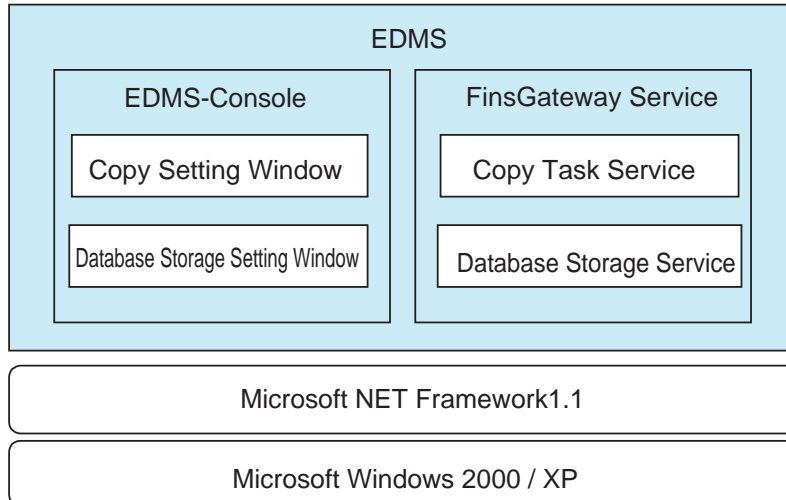 EDMS
EDMS-Console
Copy Setting Window
Database Storage Setting Window
FinsGateway Service
Copy Task Service
Database Storage Service
Microsoft NET Framework1.1
Microsoft Windows 2000 / XP